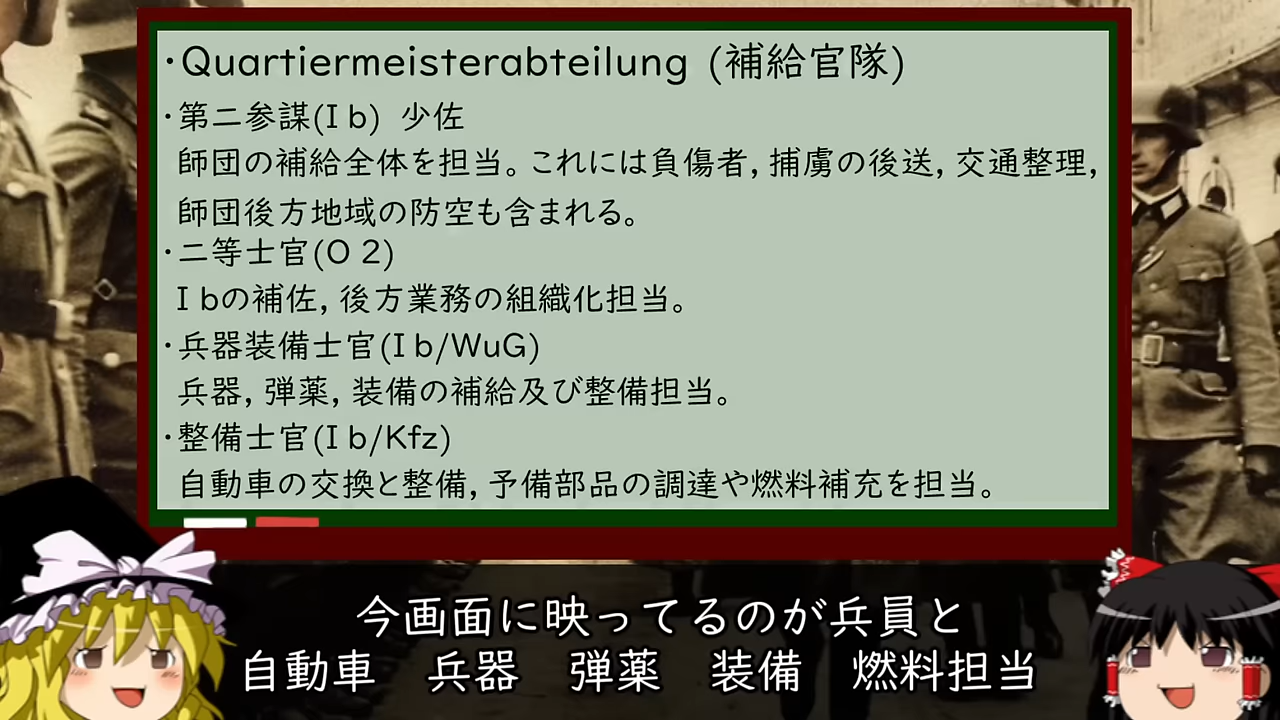 ・Quartiermeisterabteilung (補給官隊)
・第二参謀(Ⅰb) 少佐
師団の補給全体を担当。これには負傷者, 捕虜の後送, 交通整理,
師団後方地域の防空も含まれる。
・二等士官(O 2)
Ⅰbの補佐, 後方業務の組織化担当。
・兵器装備士官(Ⅰb/WuG)
兵器, 弾薬, 装備の補給及び整備担当。
・整備士官(Ⅰb/Kfz)
自動車の交換と整備, 予備部品の調達や燃料補充を担当。
今画面に映ってるのが兵員と
自動車 兵器 弾薬 装備 燃料担当